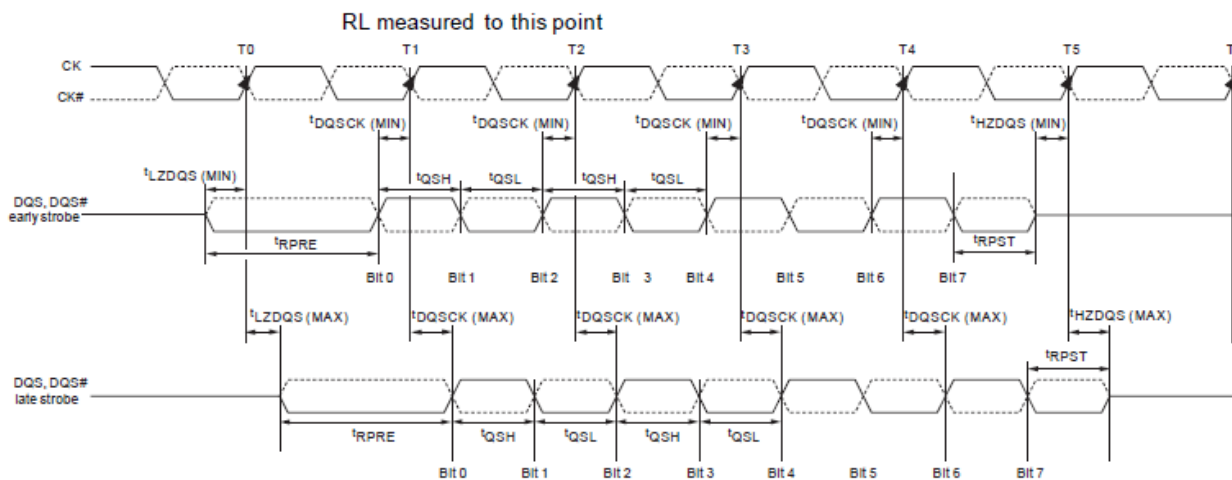 RL measured to this point
T0 T1 T2 T3 T4 T5 T
CK
CK#
tDQSCK (MIN) tDQSCK (MIN) tDQSCK (MIN) tDQSCK (MIN) tHZDQS (MIN)
tLZDQS (MIN)
tQSH tQSL tQSH tQSL
DQS, DQS#
early strobe
tRPRE tRPST
Bit 0 Bit 1 Bit 2 Bit 3 Bit 4 Bit 5 Bit 6 Bit 7
tLZDQS (MAX) tDQSCK (MAX) tDQSCK (MAX) tDQSCK (MAX) tDQSCK (MAX) tHZDQS (MAX)
tRPST
DQS, DQS#
late strobe
tRPRE tQSH tQSL tQSH tQSL
Bit 0 Bit 1 Bit 2 Bit 3 Bit 4 Bit 5 Bit 6 Bit 7